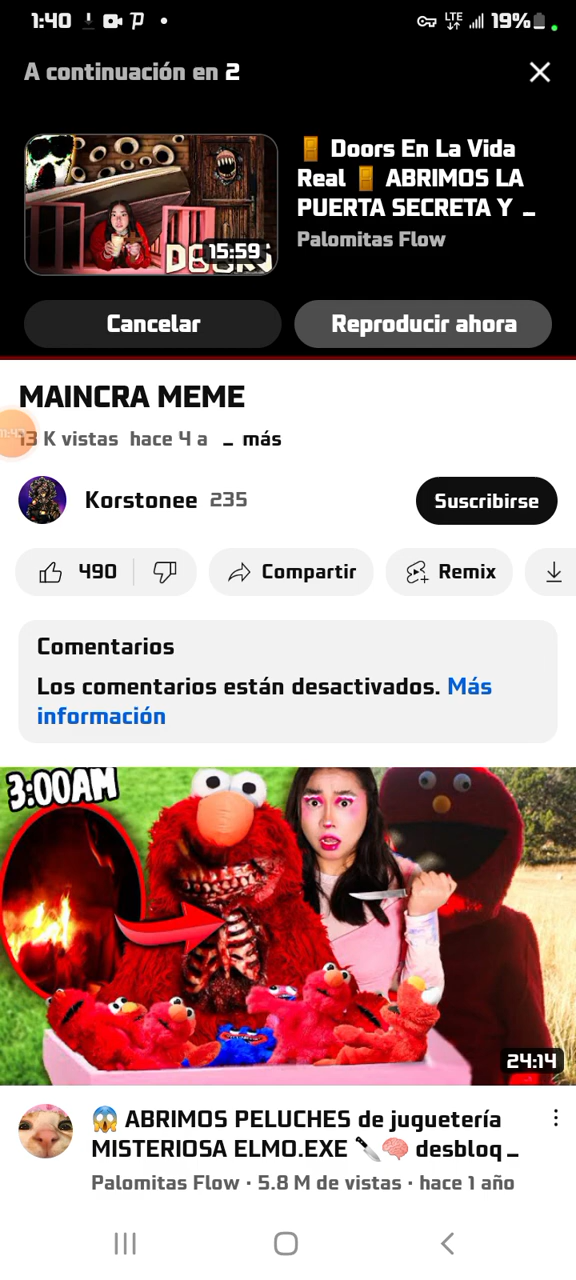 1:40
LTE
19%
A continuación en 2
🚪 Doors En La Vida
Real 🚪 ABRIMOS LA
PUERTA SECRETA Y ...
Palomitas Flow
15:59
Cancelar
Reproducir ahora
MAINCRA MEME
13 K vistas hace 4 a ... más
Korstonee 235
Suscribirse
490
Compartir
Remix
Comentarios
Los comentarios están desactivados. Más
información
3:00AM
24:14
😱 ABRIMOS PELUCHES de juguetería
MISTERIOSA ELMO.EXE 🔪🧠 desbloq...
Palomitas Flow · 5.8 M de vistas · hace 1 año